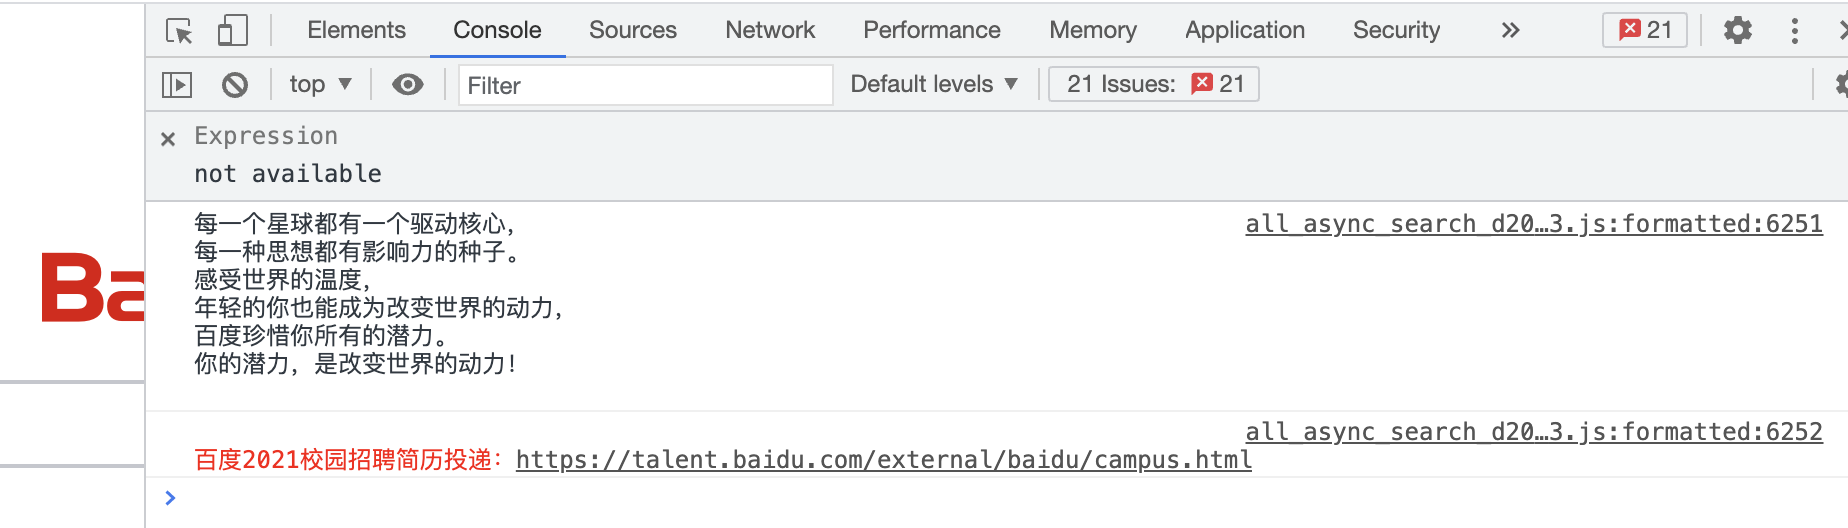 Elements Console Sources Network Performance Memory Application Security » 21
top ▼ Filter Default levels ▼ 21 Issues: 21
× Expression
not available
每一个星球都有一个驱动核心， all_async_search_d20…3.js:formatted:6251
每一种思想都有影响力的种子。
感受世界的温度，
年轻的你也能成为改变世界的动力，
Ba
百度珍惜你所有的潜力。
你的潜力，是改变世界的动力！
all_async_search_d20…3.js:formatted:6252
百度2021校园招聘简历投递：https://talent.baidu.com/external/baidu/campus.html
>